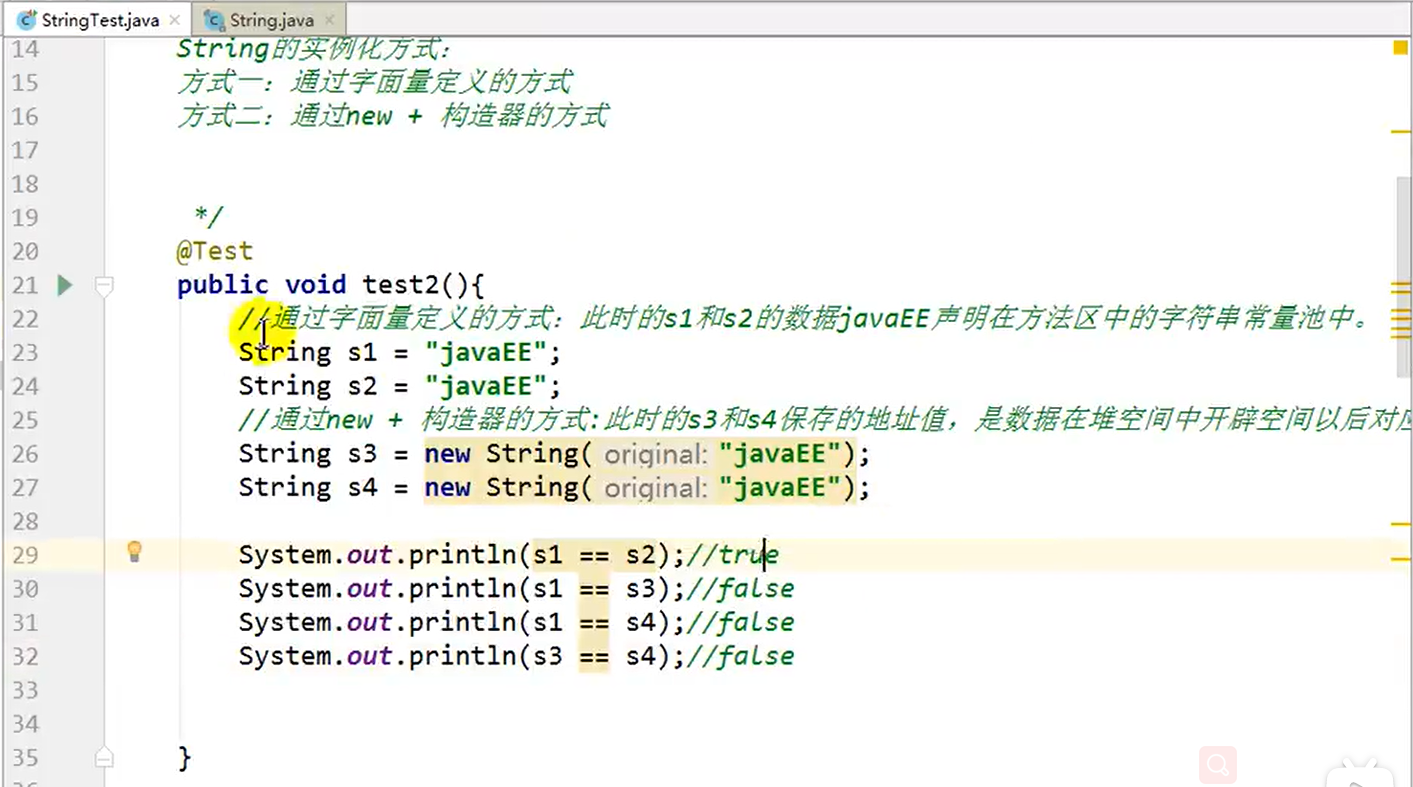 StringTest.java × String.java ×
14 String的实例化方式：
15 方式一：通过字面量定义的方式
16 方式二：通过new + 构造器的方式
17
18
19 */
20 @Test
21 public void test2(){
22 //通过字面量定义的方式：此时的s1和s2的数据javaEE声明在方法区中的字符串常量池中。
23 String s1 = "javaEE";
24 String s2 = "javaEE";
25 //通过new + 构造器的方式:此时的s3和s4保存的地址值，是数据在堆空间中开辟空间以后对应
26 String s3 = new String( original: "javaEE");
27 String s4 = new String( original: "javaEE");
28
29 System.out.println(s1 == s2);//true
30 System.out.println(s1 == s3);//false
31 System.out.println(s1 == s4);//false
32 System.out.println(s3 == s4);//false
33
34
35 }